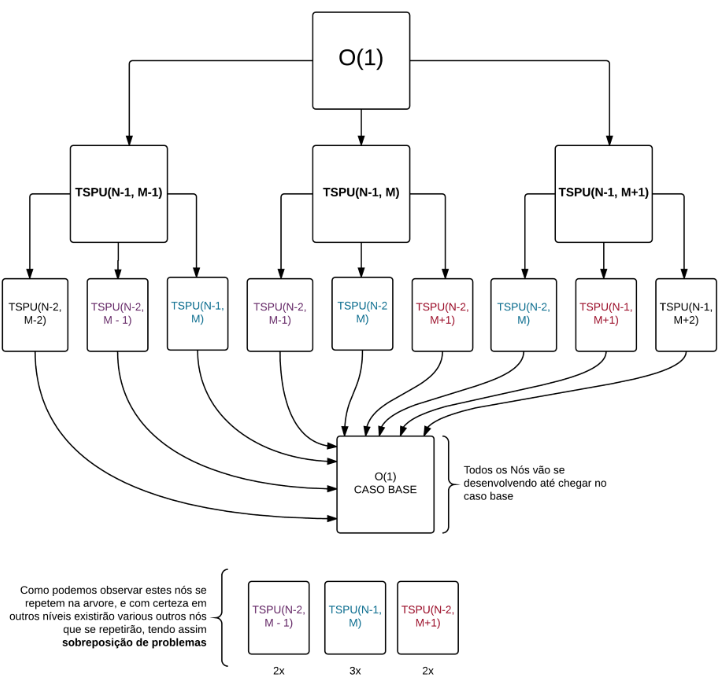 O(1)
TSPU(N-1, M-1)
TSPU(N-1, M)
TSPU(N-1, M+1)
TSPU(N-2,
M-2)
TSPU(N-2,
M - 1)
TSPU(N-1,
M)
TSPU(N-2,
M-1)
TSPU(N-2
M)
TSPU(N-2,
M+1)
TSPU(N-2,
M)
TSPU(N-1,
M+1)
TSPU(N-1,
M+2)
O(1)
CASO BASE
Todos os Nós vão se
desenvolvendo até chegar no
caso base
Como podemos observar estes nós se
repetem na arvore, e com certeza em
outros níveis existirão various outros nós
que se repetirão, tendo assim
sobreposição de problemas
TSPU(N-2,
M - 1)
TSPU(N-1,
M)
TSPU(N-2,
M+1)
2x
3x
2x